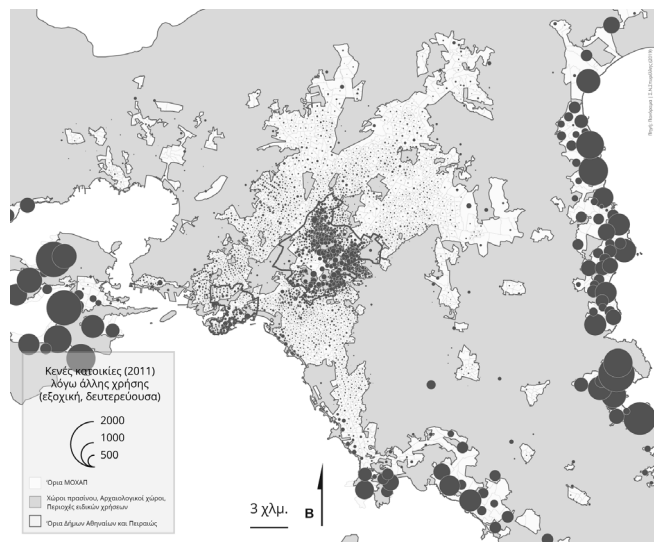 Κενές κατοικίες (2011)
λόγω άλλης χρήσης
(εξοχική, δευτερεύουσα)
2000
1000
500
Όρια ΜΟΧΑΠ
Χώροι πρασίνου, Αρχαιολογικοί χώροι,
Περιοχές ειδικών χρήσεων
Όρια Δήμων Αθηναίων και Πειραιώς
3 χλμ.
Β